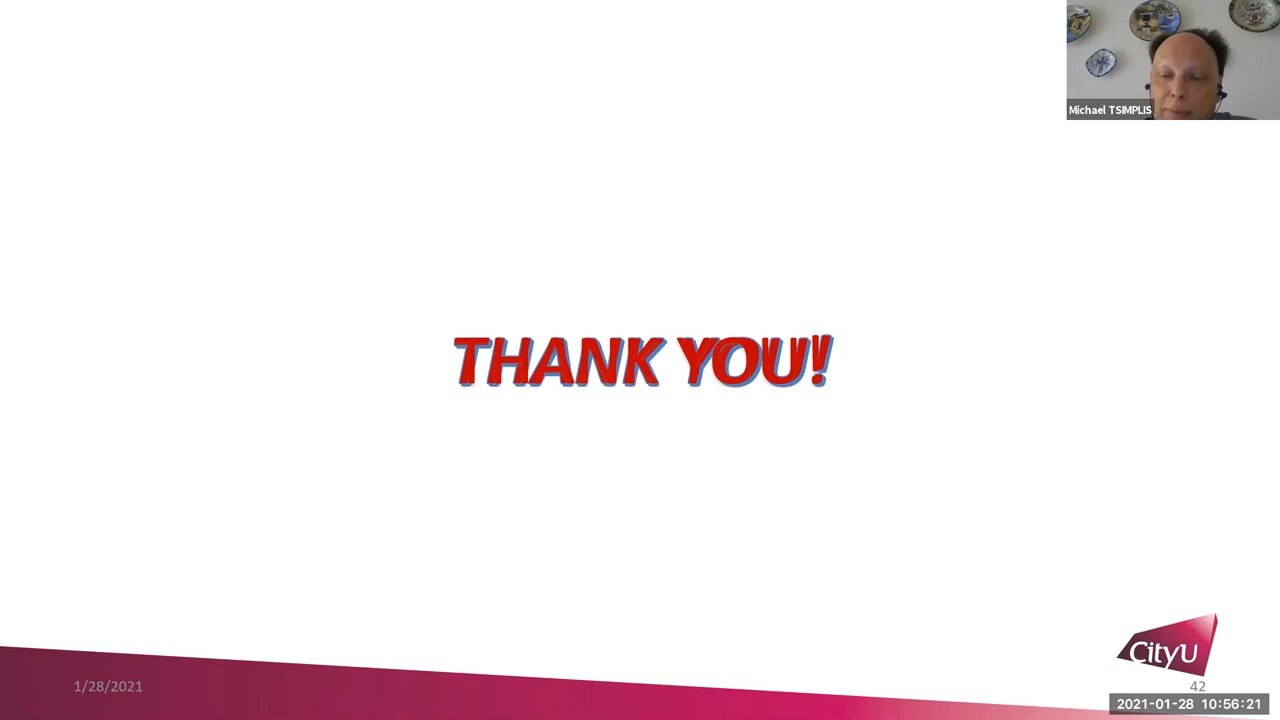 Michael TSIMPLIS
THANK YOU!
CityU
1/28/2021
42
2021-01-28 10:56:21